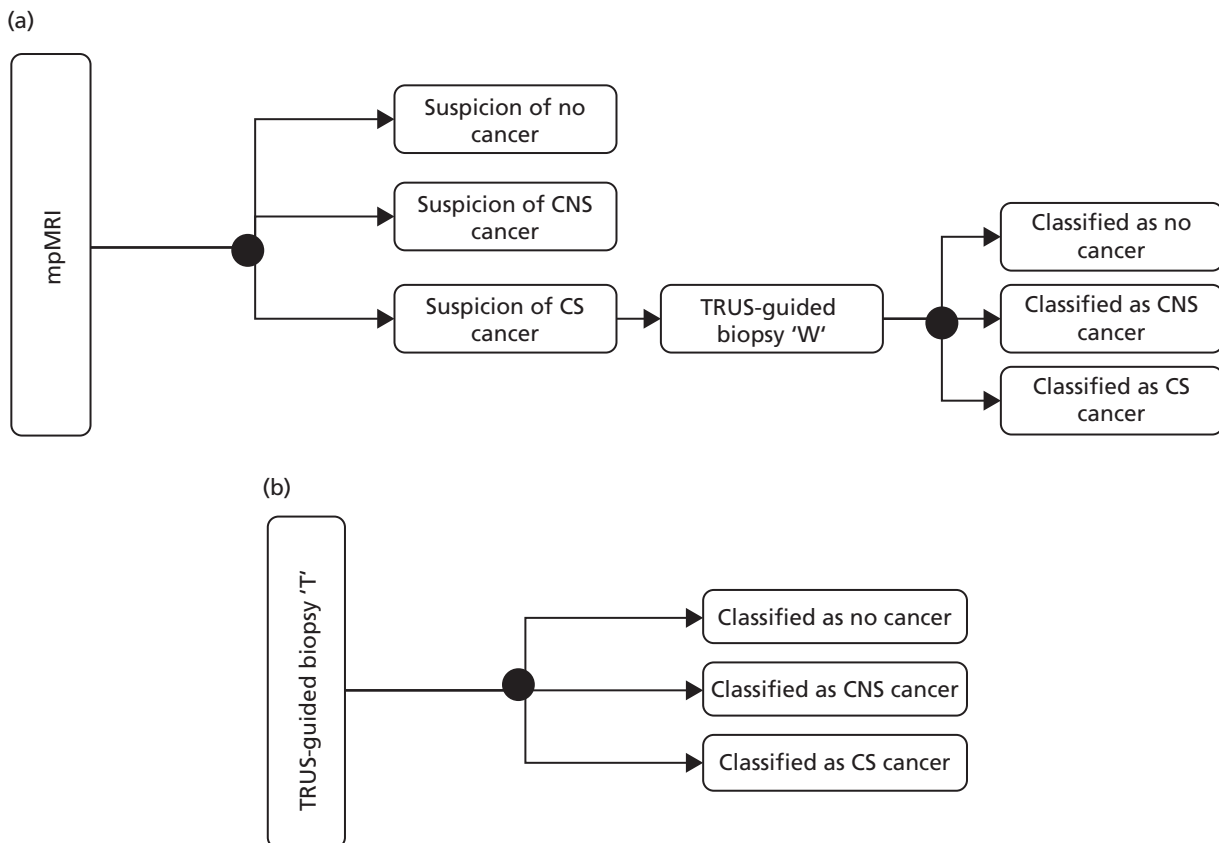 (a)
mpMRI
Suspicion of no
cancer
Suspicion of CNS
cancer
Suspicion of CS
cancer
TRUS-guided
biopsy ‘W‘
Classified as no
cancer
Classified as CNS
cancer
Classified as CS
cancer
(b)
TRUS-guided biopsy ‘T‘
Classified as no cancer
Classified as CNS cancer
Classified as CS cancer